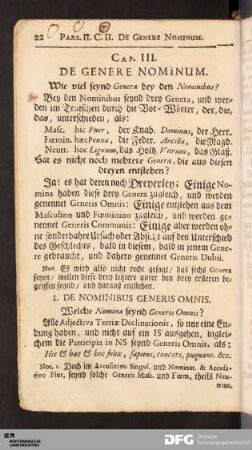 22 PARS. II. C. II. DE GENERE NOMINUM.
CAP. III.
DE GENERE NOMINUM.
Wie viel seynd Genera bey den Nominibus?
Bey den Nominibus seynd drey Genera, und wer-
den im Teutschen durch die Vor-Wörter, der, die,
das, unterschieden, als:
Masc. hic Puer, der Knab. Dominus, der Herr.
Fœmin. hæc Penna, die Feder. Ancilla, die Magd.
Neutr. hoc Lignum, das Holtz. Vitrum, das Glaß.
Hat es nicht noch mehrere Genera, die aus diesen
dreyen entstehen?
Ja: es hat deren noch Dreyerley; Einige No-
mina haben diese drey Genera zugleich, und werden
genennet Generis Omnis: Einige entstehen aus dem
Masculino und Fœminino zugleich, und werden ge-
nennet Generis Communis: Einige aber werden oh-
ne sonderbahre Ursach oder Absicht auf den Unterschied
des Geschlechts, bald in diesem, bald in jenem Gene-
re gebraucht, und dahero genennet Generis Dubii.
Not. Es wird also nicht recht gesagt, daß sechs Genera
seyen, weilen diese drey letztere unter den drey ersteren be-
griffen seynd, und daraus entstehen.
I. DE NOMINIBUS GENERIS OMNIS.
Welche Nomina seynd Generis Omnis?
Alle Adjectiva Tertiæ Declinationis, so nur eine En-
dung haben, und nicht auf ein IS ausgehen, ingleich-
chem die Participia in NS seynd Generis Omnis, als:
Hic & hæc & hoc felix, sapiens, concors, pugnans. &c.
Not. 1. Doch im Accusativo Singul. und Nominat. & Accusa-
tivo Plur. seynd solche Generis Masc. und Fœm. theils Neu-
trius,
DFG